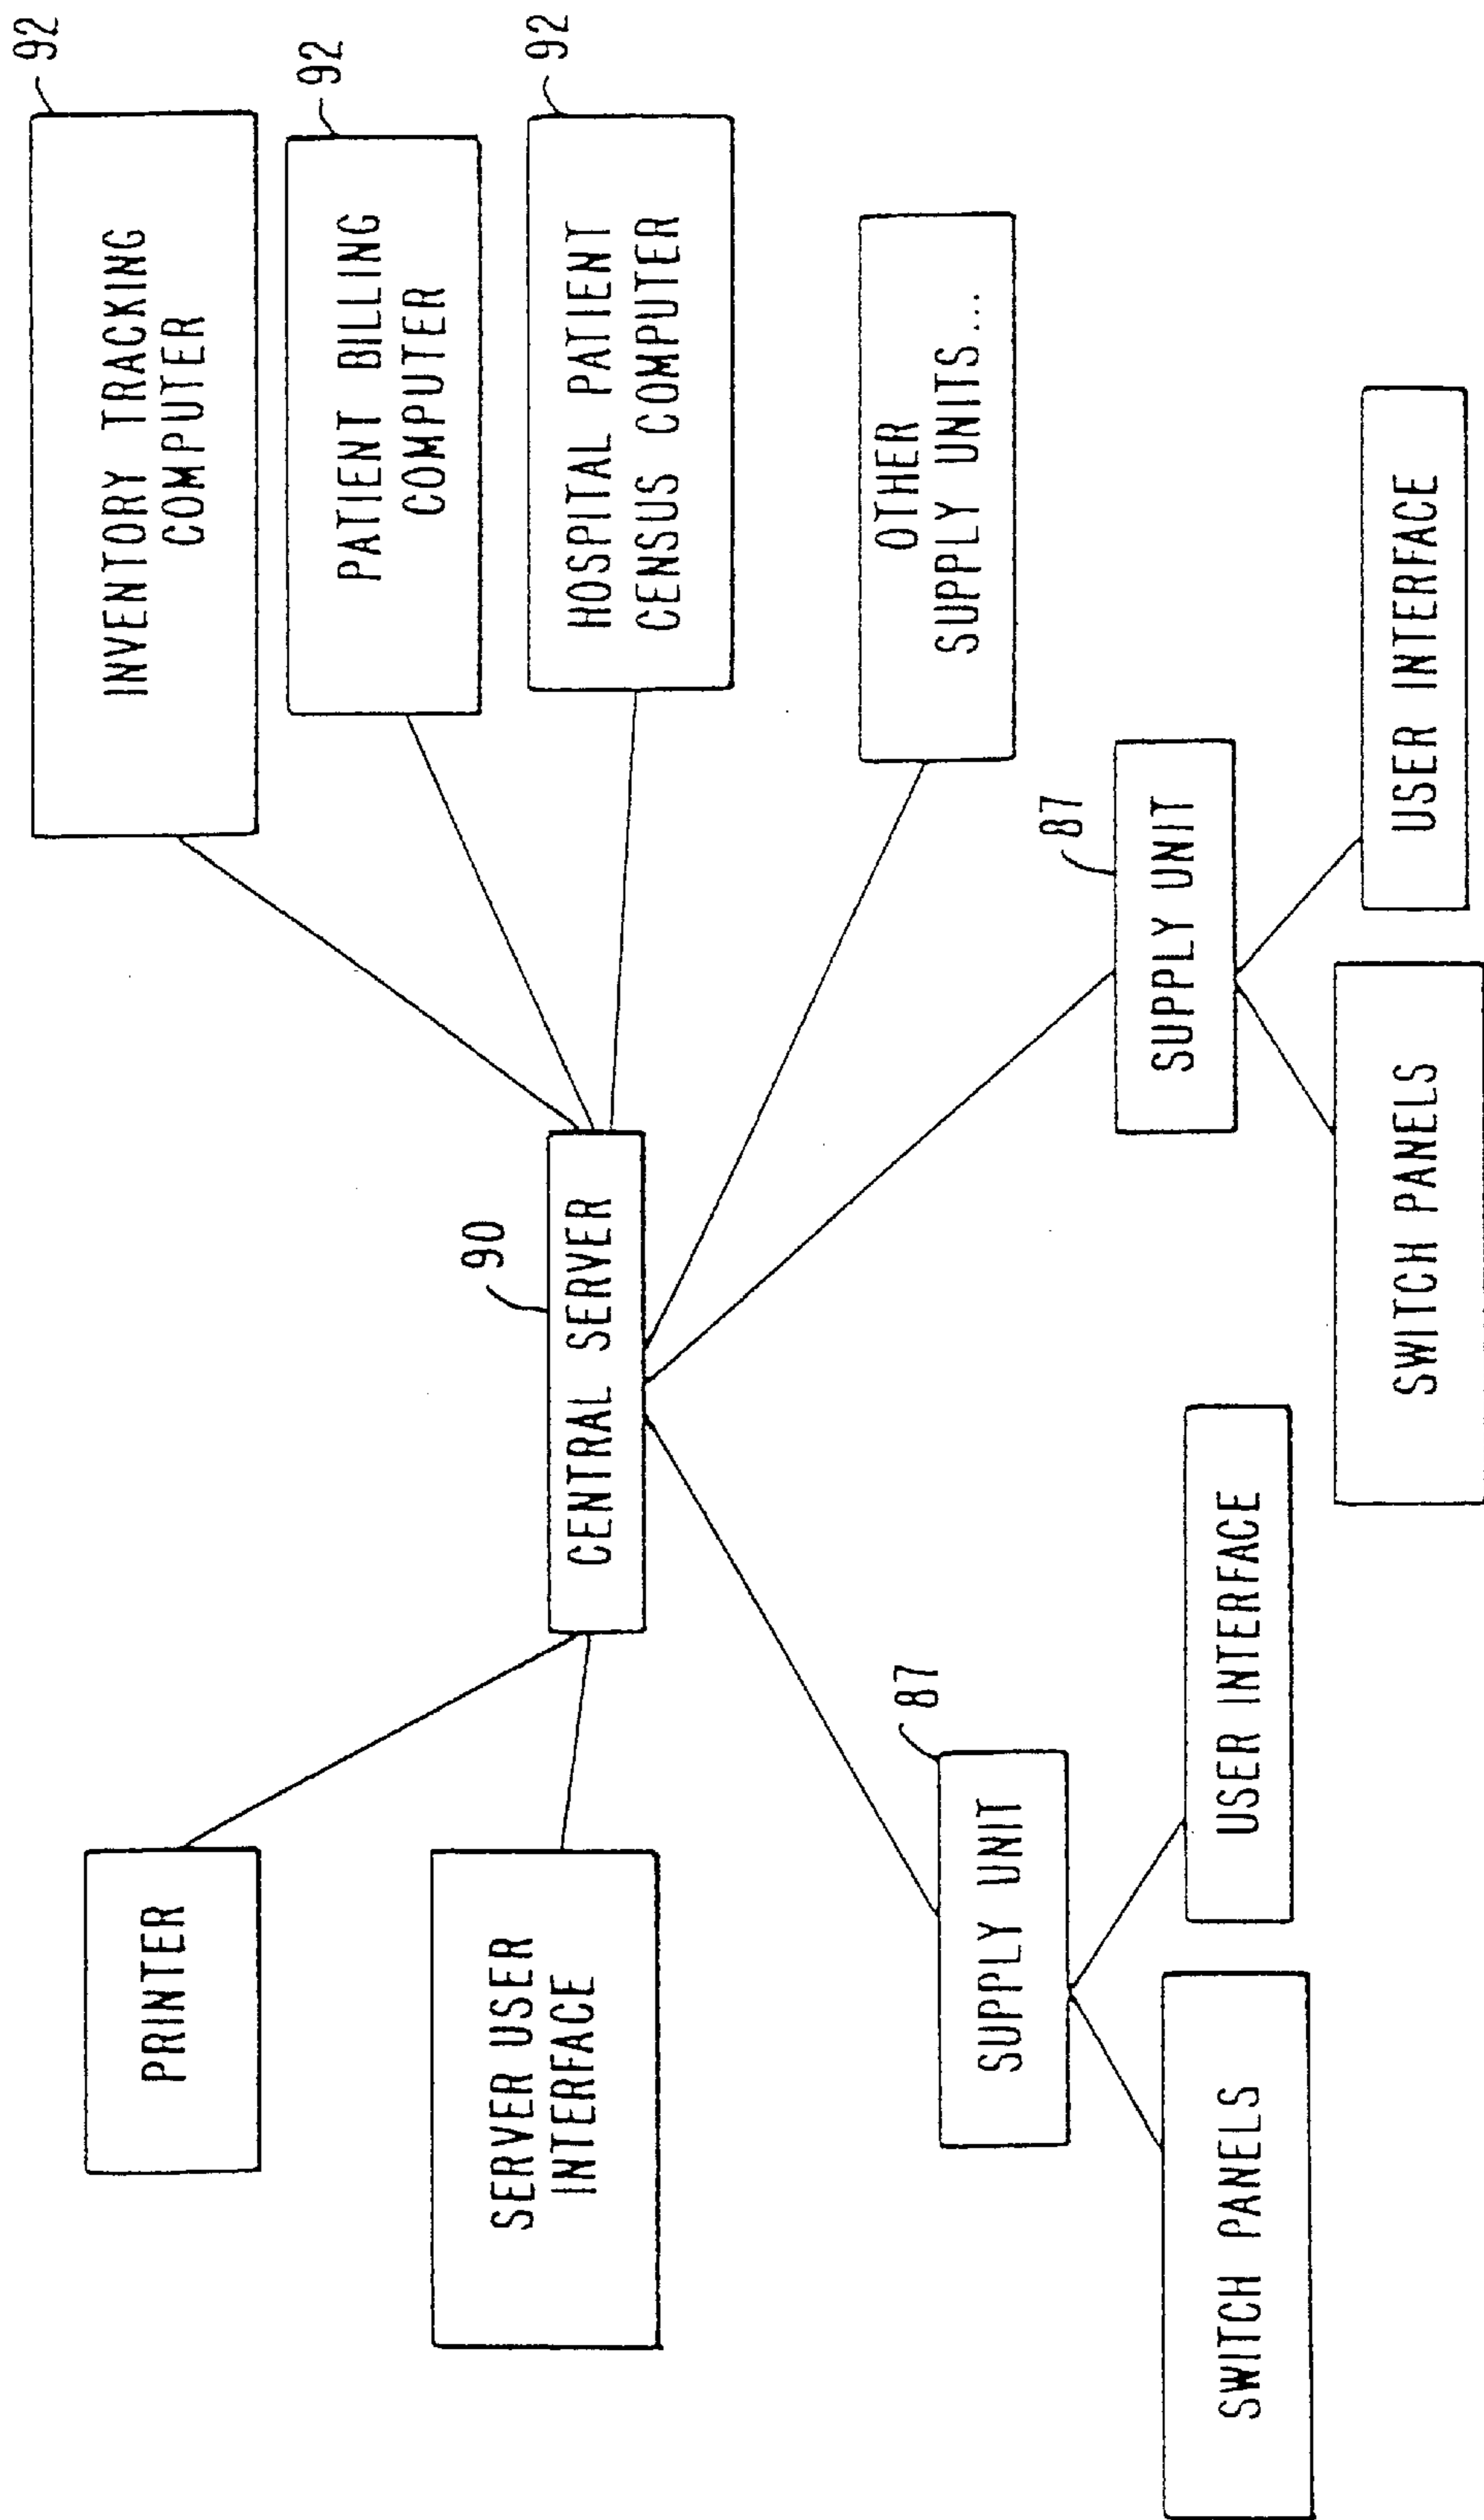 PRINTER
SERVER USER
INTERFACE
90
CENTRAL SERVER
92
INVENTORY TRACKING
COMPUTER
92
PATIENT BILLING
COMPUTER
92
HOSPITAL PATIENT
CENSUS COMPUTER
OTHER
SUPPLY UNITS...
87
SUPPLY UNIT
SWITCH PANELS
USER INTERFACE
87
SUPPLY UNIT
SWITCH PANELS
USER INTERFACE